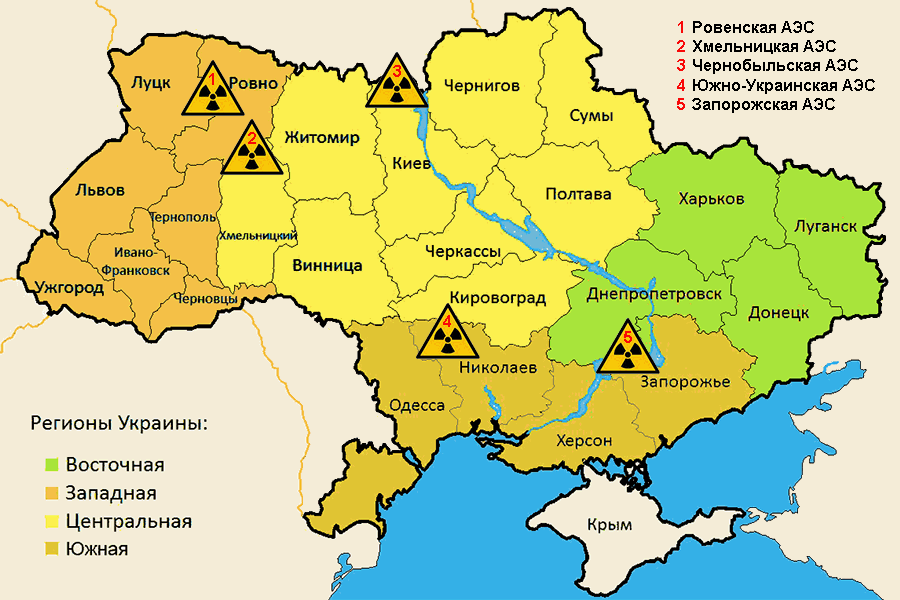 1 Ровенская АЭС
2 Хмельницкая АЭС
3 Чернобыльская АЭС
4 Южно-Украинская АЭС
5 Запорожская АЭС
Луцк
1
Ровно
3
Чернигов
Сумы
2
Житомир
Киев
Львов
Полтава
Харьков
Тернополь
Хмельницкий
Луганск
Ивано-
Франковск
Винница
Черкассы
Ужгород
Черновцы
Кировоград
Днепропетровск
Донецк
4
5
Николаев
Запорожье
Одесса
Херсон
Крым
Регионы Украины:
Восточная
Западная
Центральная
Южная